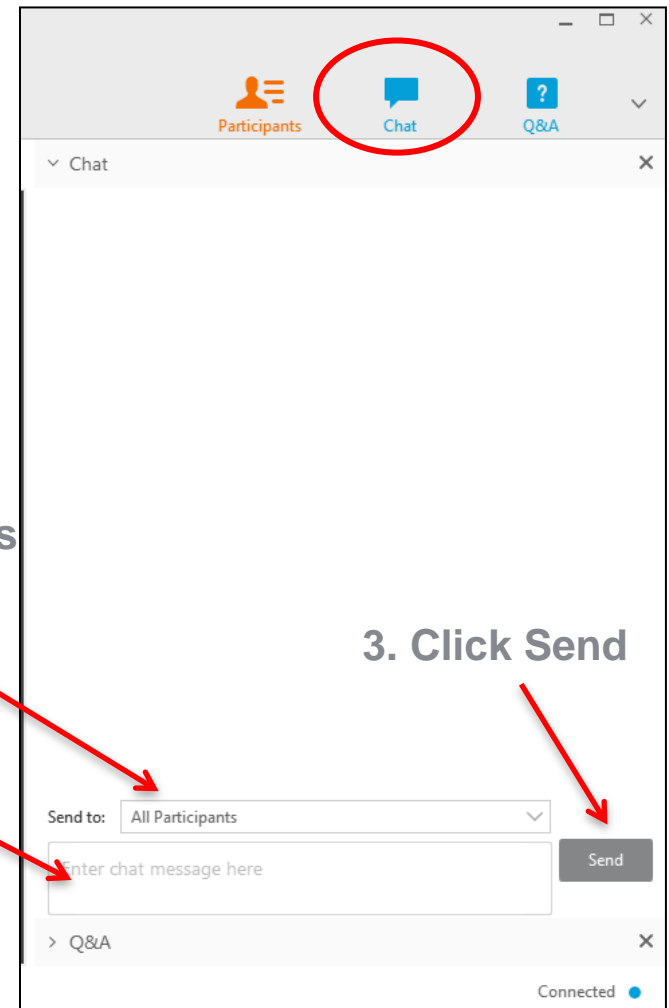 Participants Chat Q&A
Chat
s
3. Click Send
Send to: All Participants
Enter chat message here
Send
Q&A
Connected